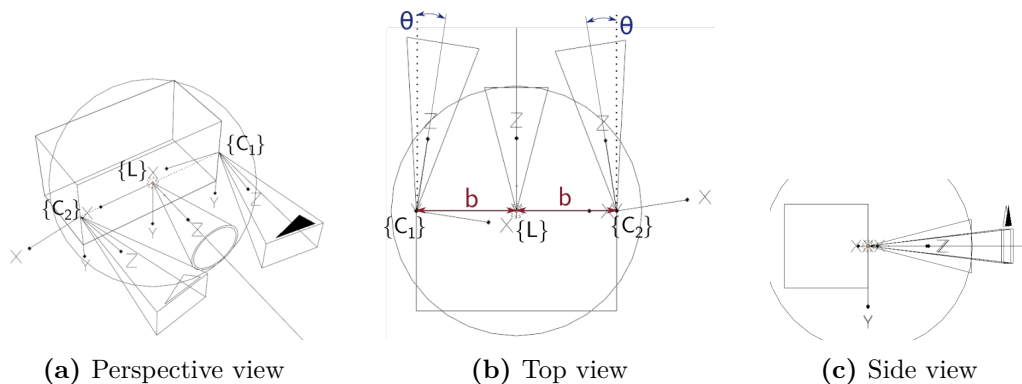 θ θ
Z Z Z
b b
{C₁} X {L} {C₂} X
{C₁}
{L} X
{C₂} X Z
Y
X Y Z Y Z
X X X Z
Y
(a) Perspective view (b) Top view (c) Side view